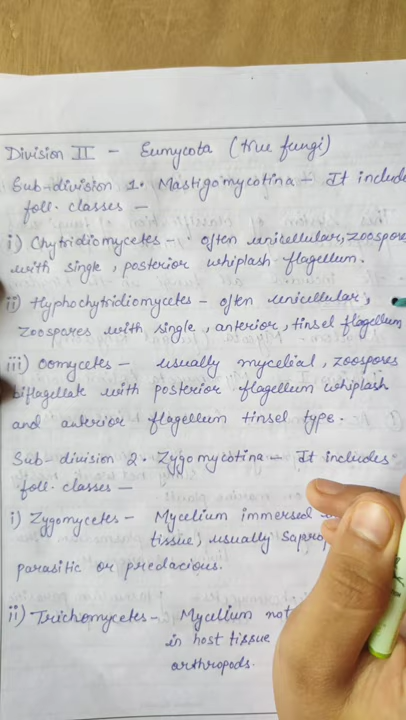 Division II - Eumycota (true fungi)
Sub-division 1. Mastigomycotina - It include
foll. classes -
i) Chytridiomycetes - often unicellular, zoospore
with single, posterior whiplash flagellum.
ii) Hyphochytridiomycetes - often unicellular,
zoospores with single, anterior, tinsel flagellum
iii) Oomycetes - usually mycelial, zoospores
biflagellate with posterior flagellum whiplash
and anterior flagellum tinsel type.
Sub-division 2. Zygomycotina - It includes
foll. classes -
i) Zygomycetes - Mycelium immersed
tissue, usually Saprop
parasitic or predacious.
ii) Trichomycetes - Mycelium not
in host tissue
arthropods.